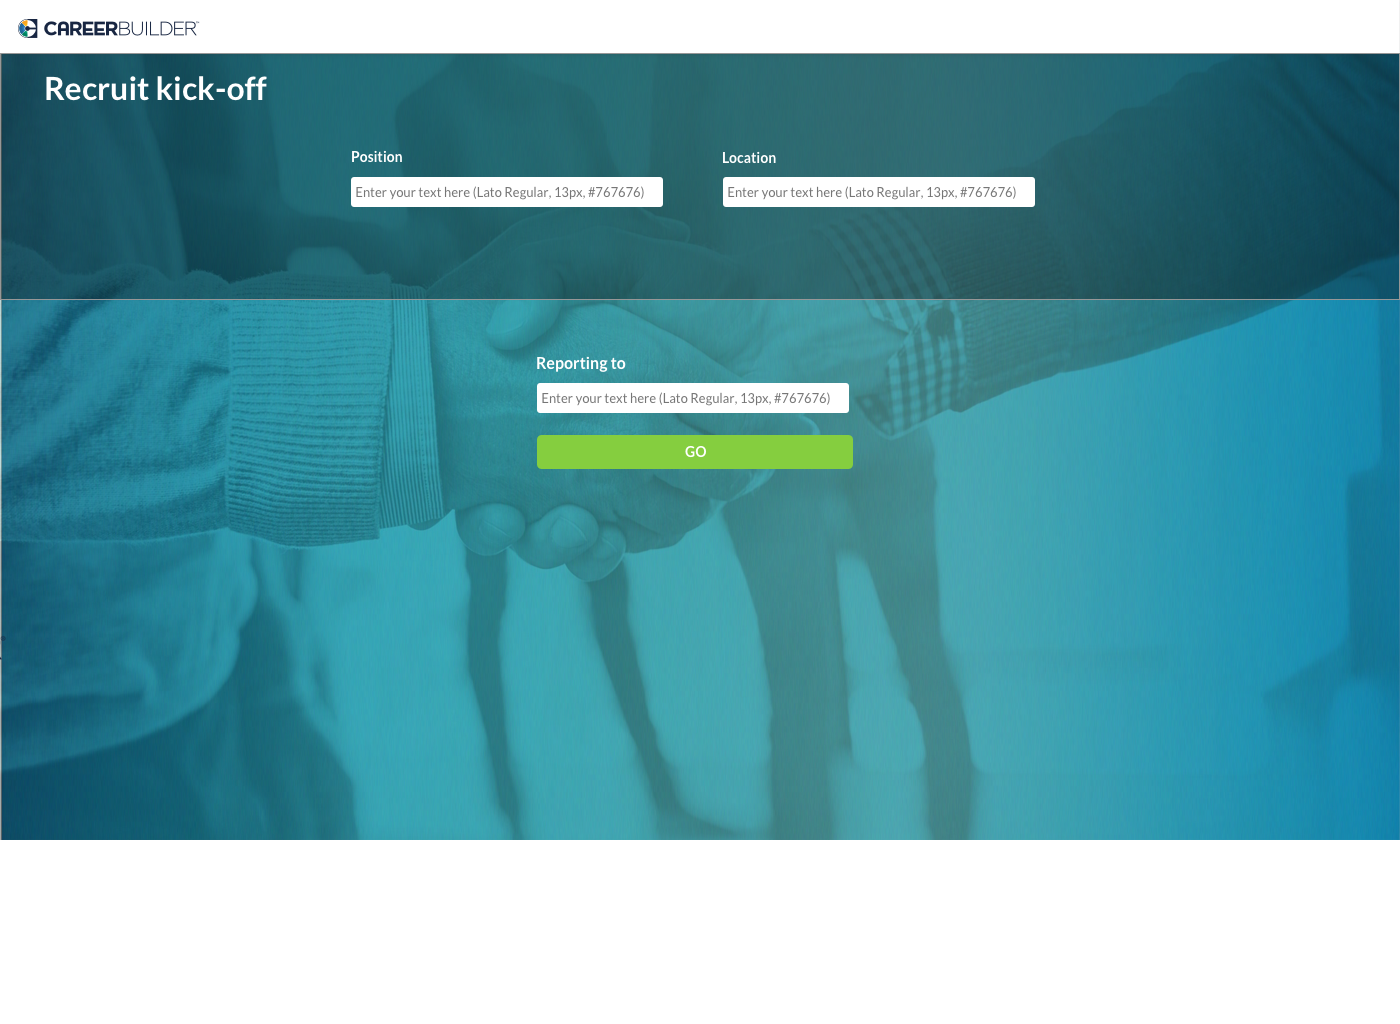 CAREERBUILDER
Recruit kick-off
Position
Location
Enter your text here (Lato Regular, 13px, #767676)
Enter your text here (Lato Regular, 13px, #767676)
Reporting to
Enter your text here (Lato Regular, 13px, #767676)
GO